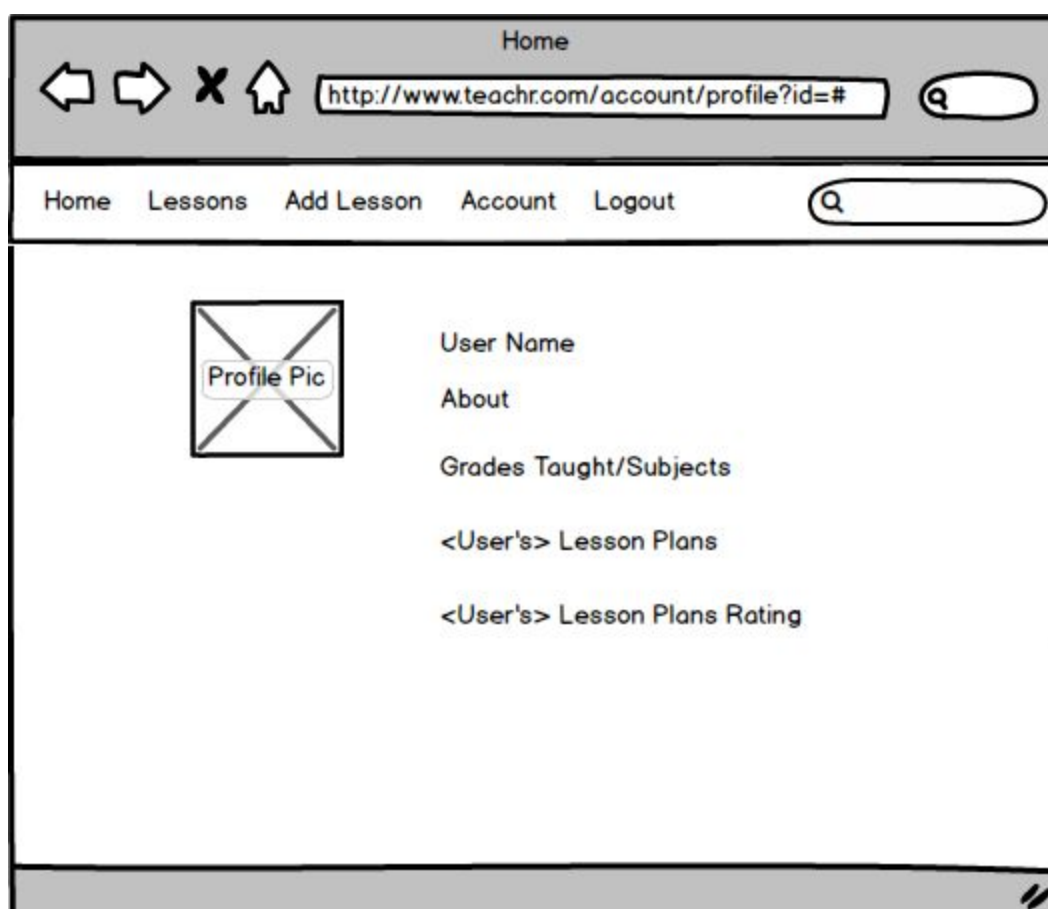 Home
http://www.teachr.com/account/profile?id=#
Home Lessons Add Lesson Account Logout
Profile Pic
User Name
About
Grades Taught/Subjects
<User's> Lesson Plans
<User's> Lesson Plans Rating